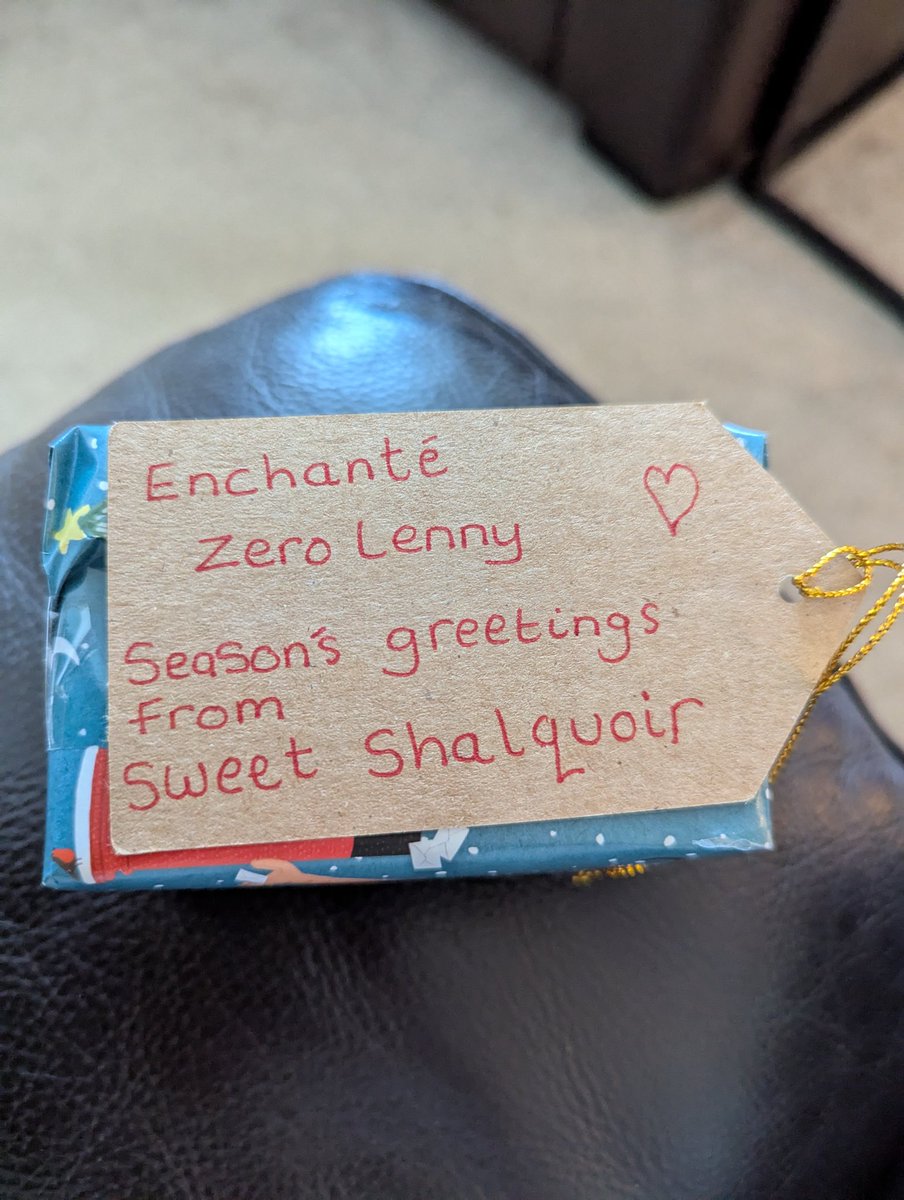 Enchanté
Zero Lenny
Season's greetings
from
Sweet Shalquoir